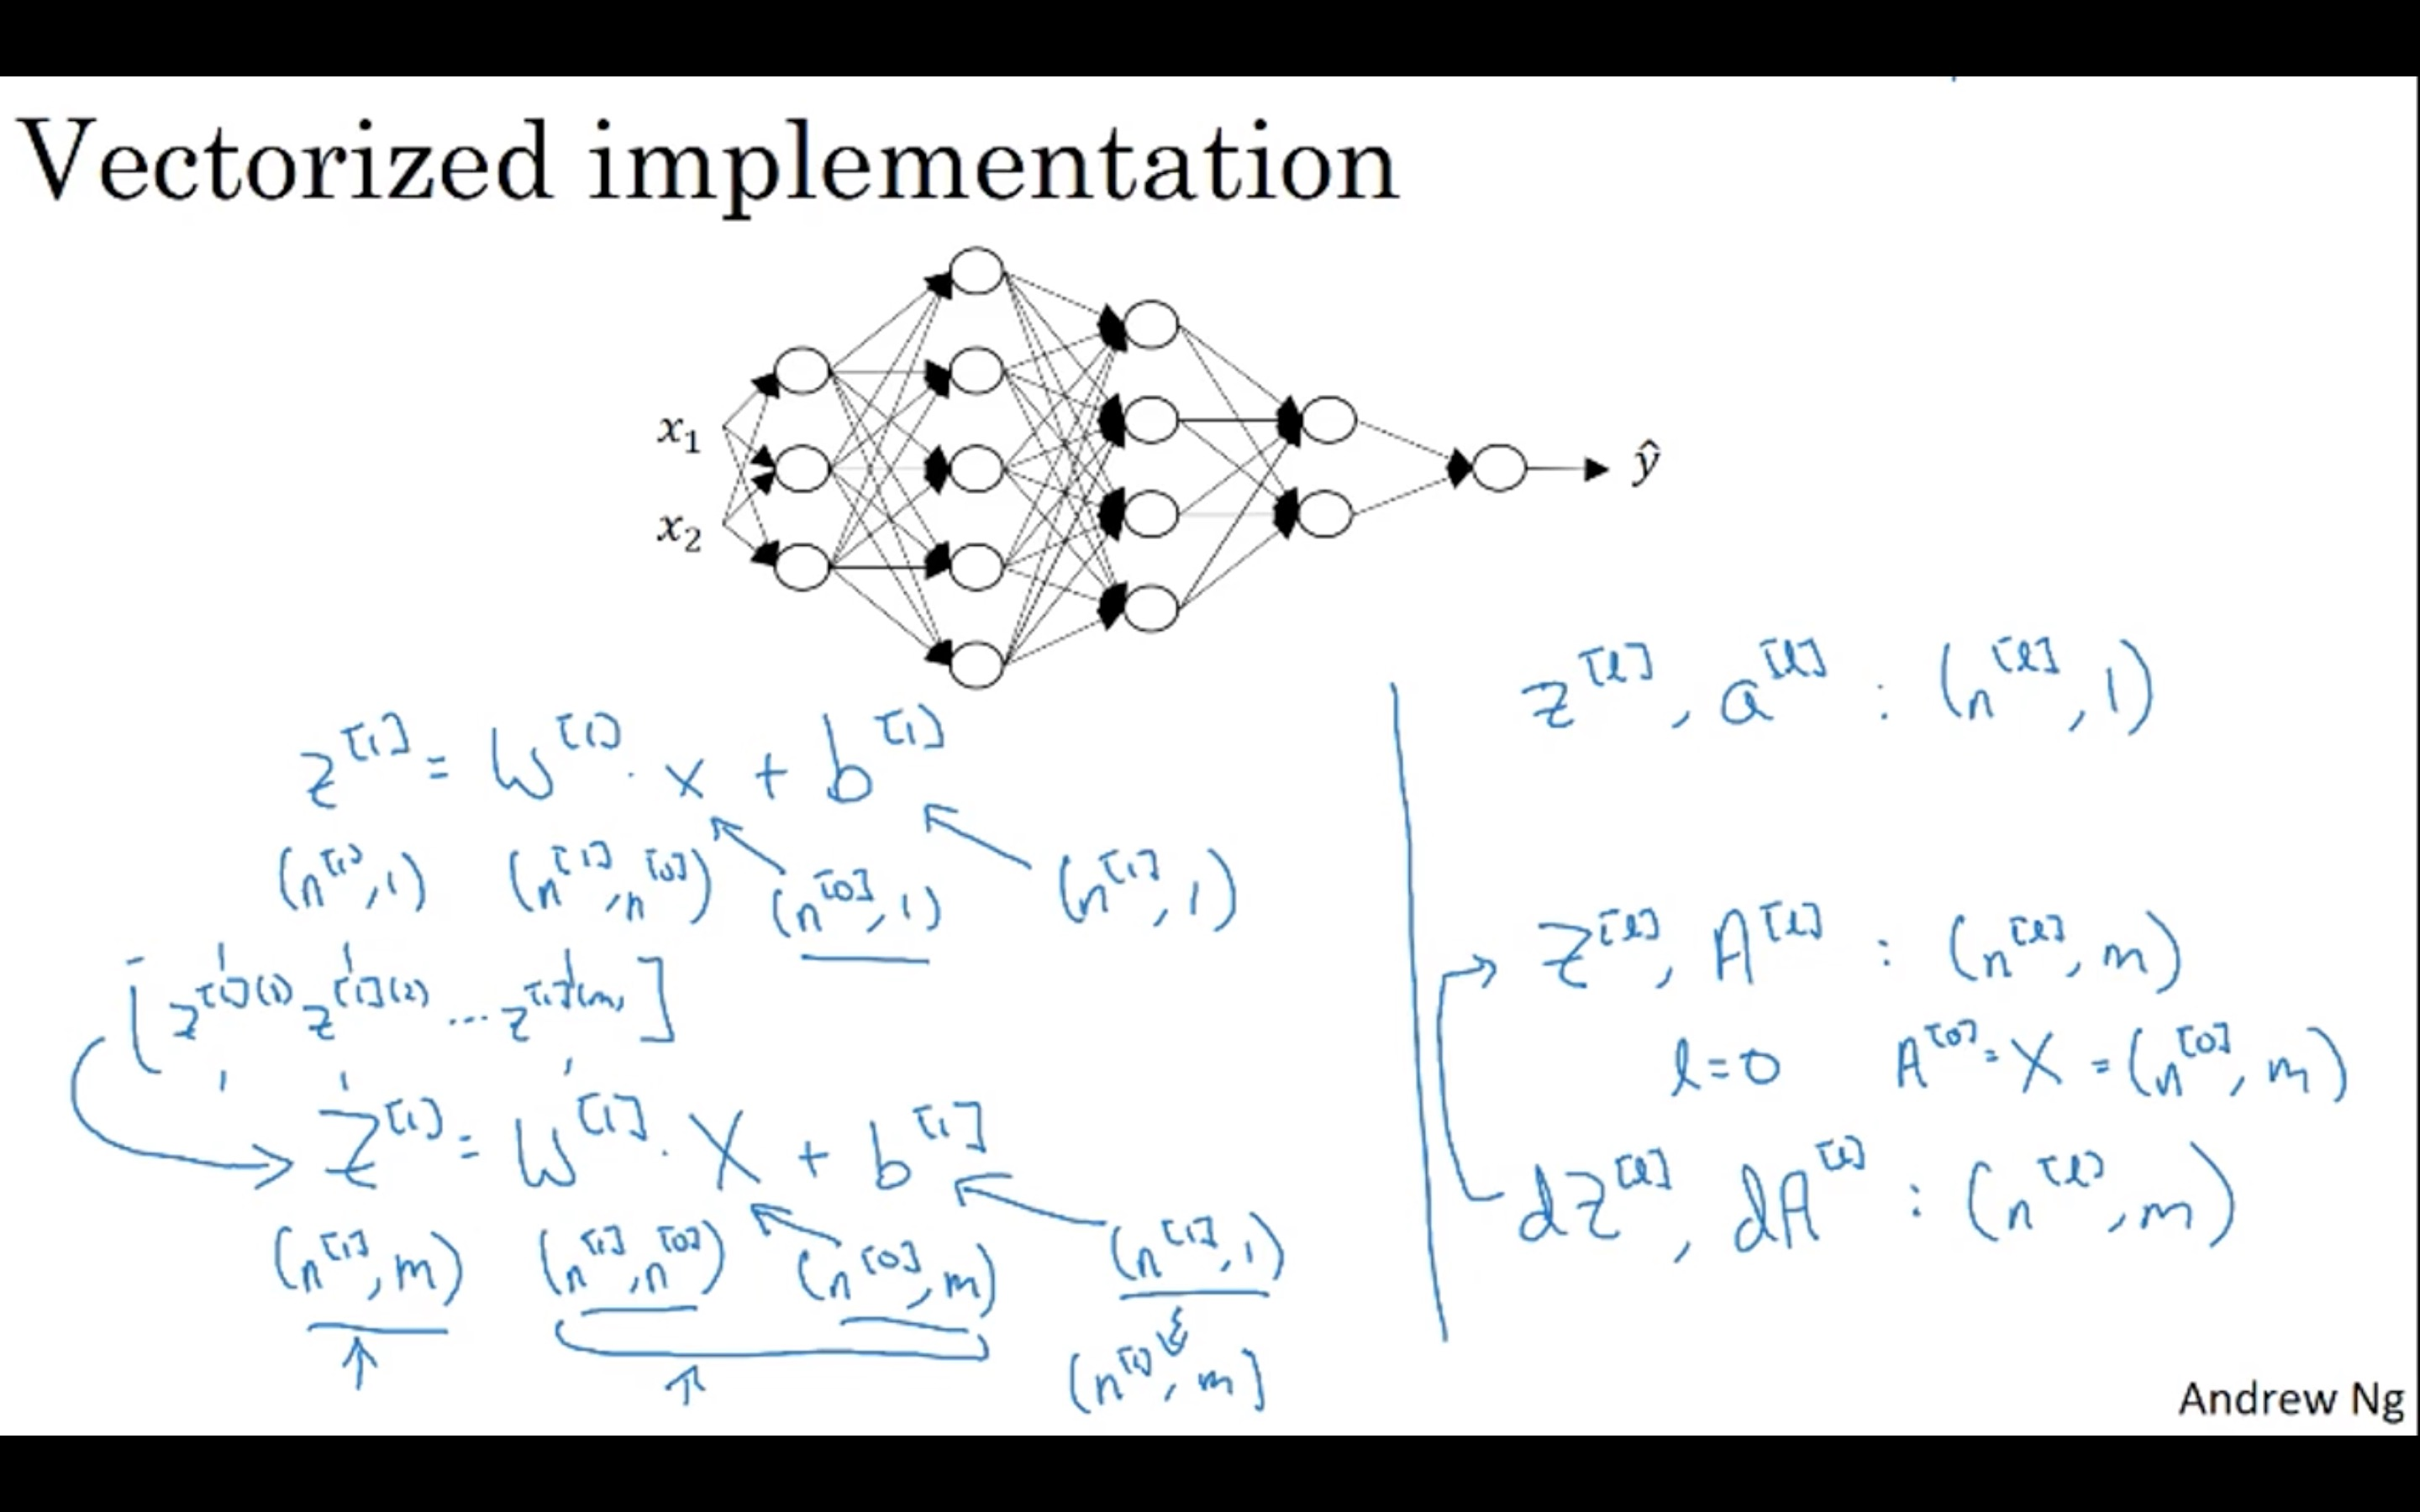 Vectorized implementation
x₁
x₂
ŷ
z^[1] = W^[1] · x + b^[1]
(n^[1], 1) (n^[1], n^[0]) (n^[0], 1) (n^[1], 1)
[z^[1](1) z^[1](2) ... z^[1](m)]
Z^[1] = W^[1] · X + b^[1]
(n^[1], m) (n^[1], n^[0]) (n^[0], m) (n^[1], 1)
(n^[1], m)
z^[l], a^[l] : (n^[l], 1)
Z^[l], A^[l] : (n^[l], m)
l=0 A^[0] = X = (n^[0], m)
dZ^[l], dA^[l] : (n^[l], m)
Andrew Ng